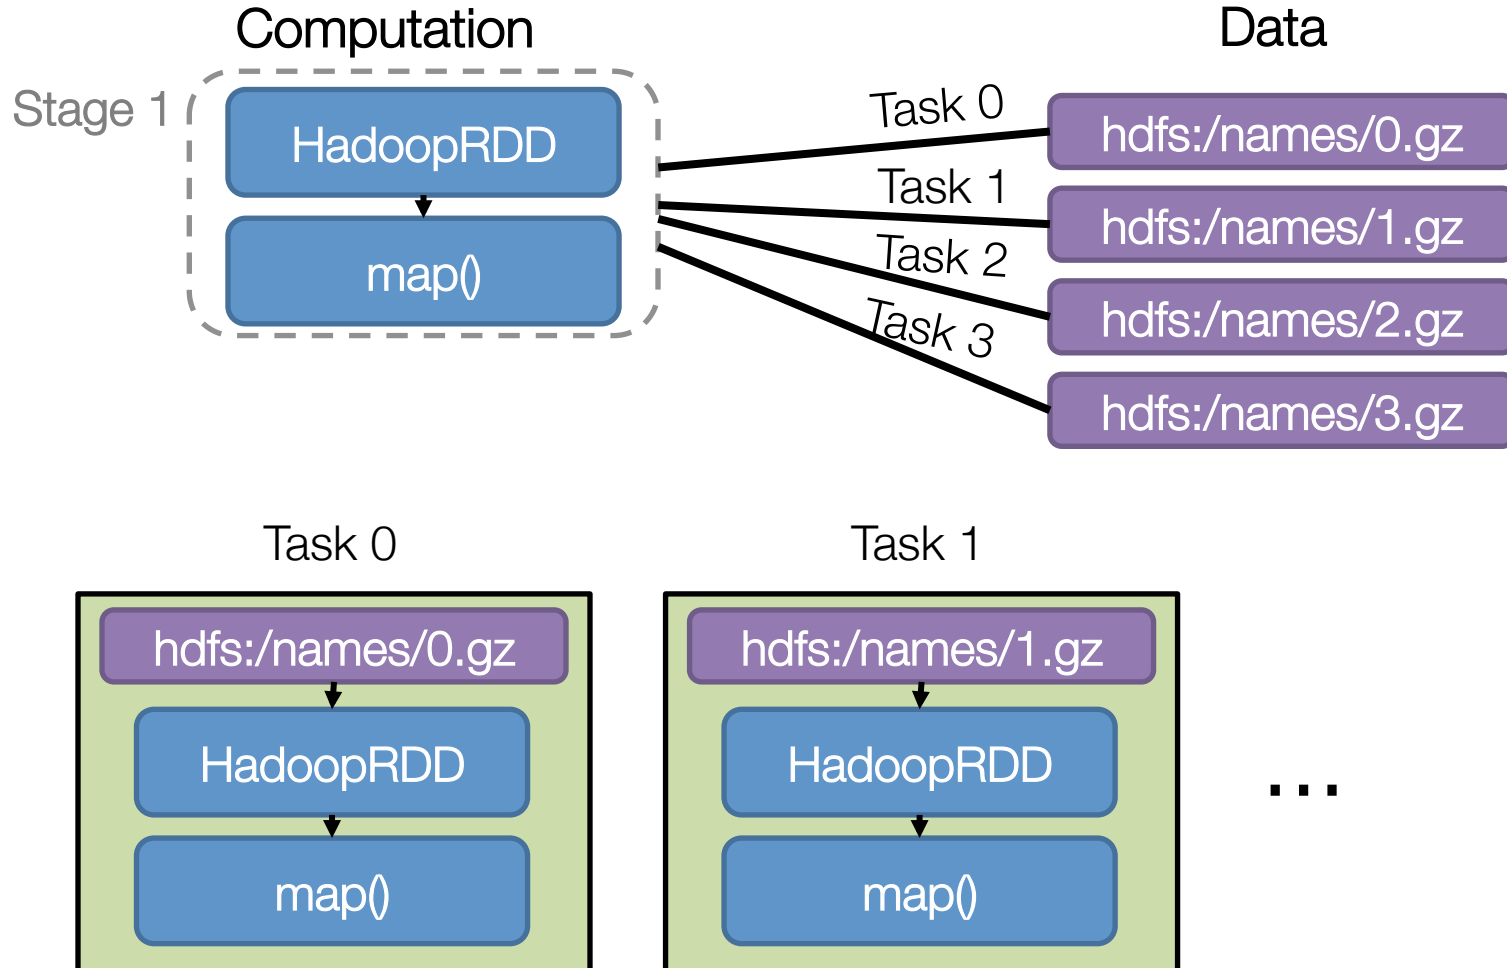 Computation
Data
Stage 1
HadoopRDD
map()
Task 0
Task 1
Task 2
Task 3
hdfs:/names/0.gz
hdfs:/names/1.gz
hdfs:/names/2.gz
hdfs:/names/3.gz
Task 0
hdfs:/names/0.gz
HadoopRDD
map()
Task 1
hdfs:/names/1.gz
HadoopRDD
map()
...